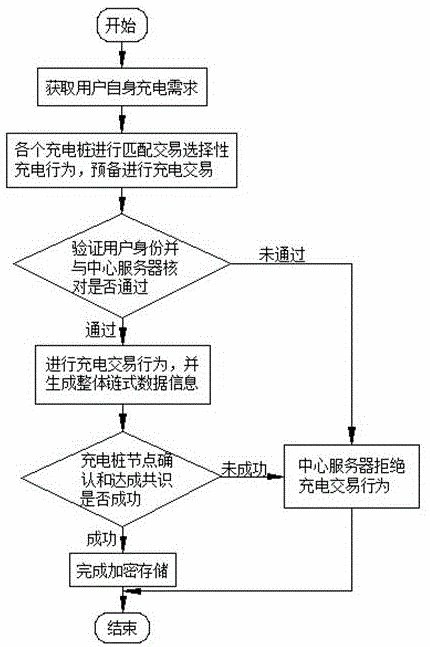 开始
获取用户自身充电需求
各个充电桩进行匹配交易选择性
充电行为，预备进行充电交易
验证用户身份并
与中心服务器核
对是否通过
未通过
通过
进行充电交易行为，并
生成整体链式数据信息
充电桩节点确
认和达成共识
是否成功
未成功
中心服务器拒绝
充电交易行为
成功
完成加密存储
结束